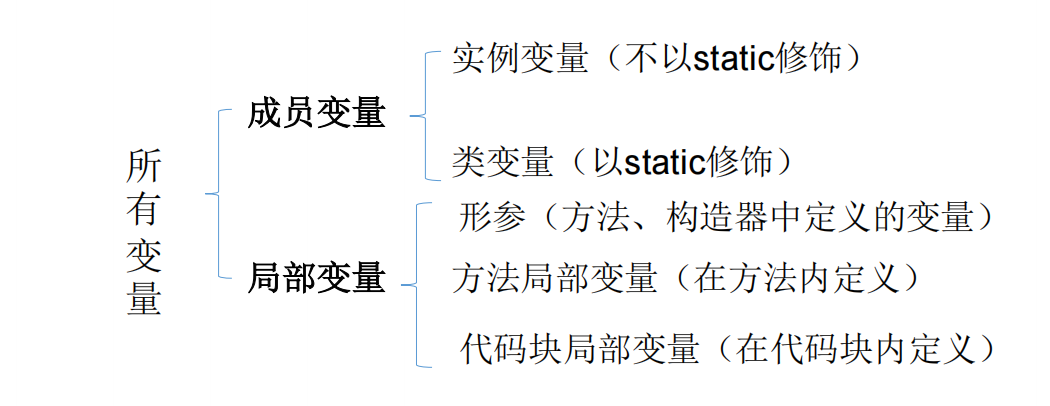 所有变量
成员变量
实例变量（不以static修饰）
类变量（以static修饰）
局部变量
形参（方法、构造器中定义的变量）
方法局部变量（在方法内定义）
代码块局部变量（在代码块内定义）